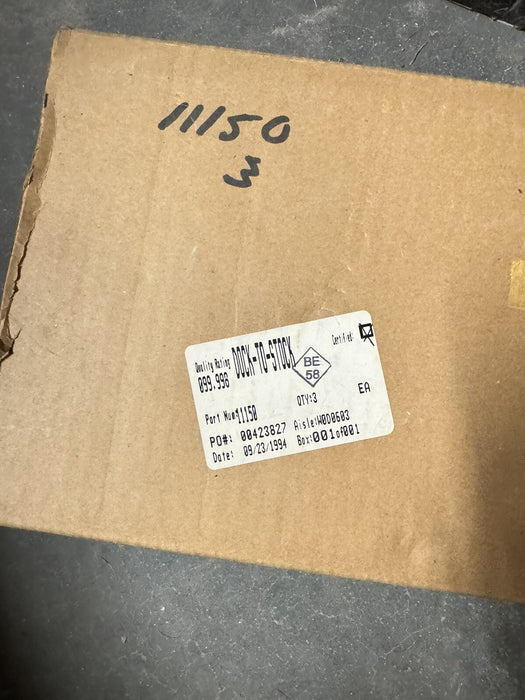 11150
3
Quality Rating DOCK-TO-STOCK Certified:
099.996 BE
58
Part Num#11150 QTY:3 EA
PO#: 00423827 Aisle:W0D0603
Date: 09/23/1994 Box:001of001